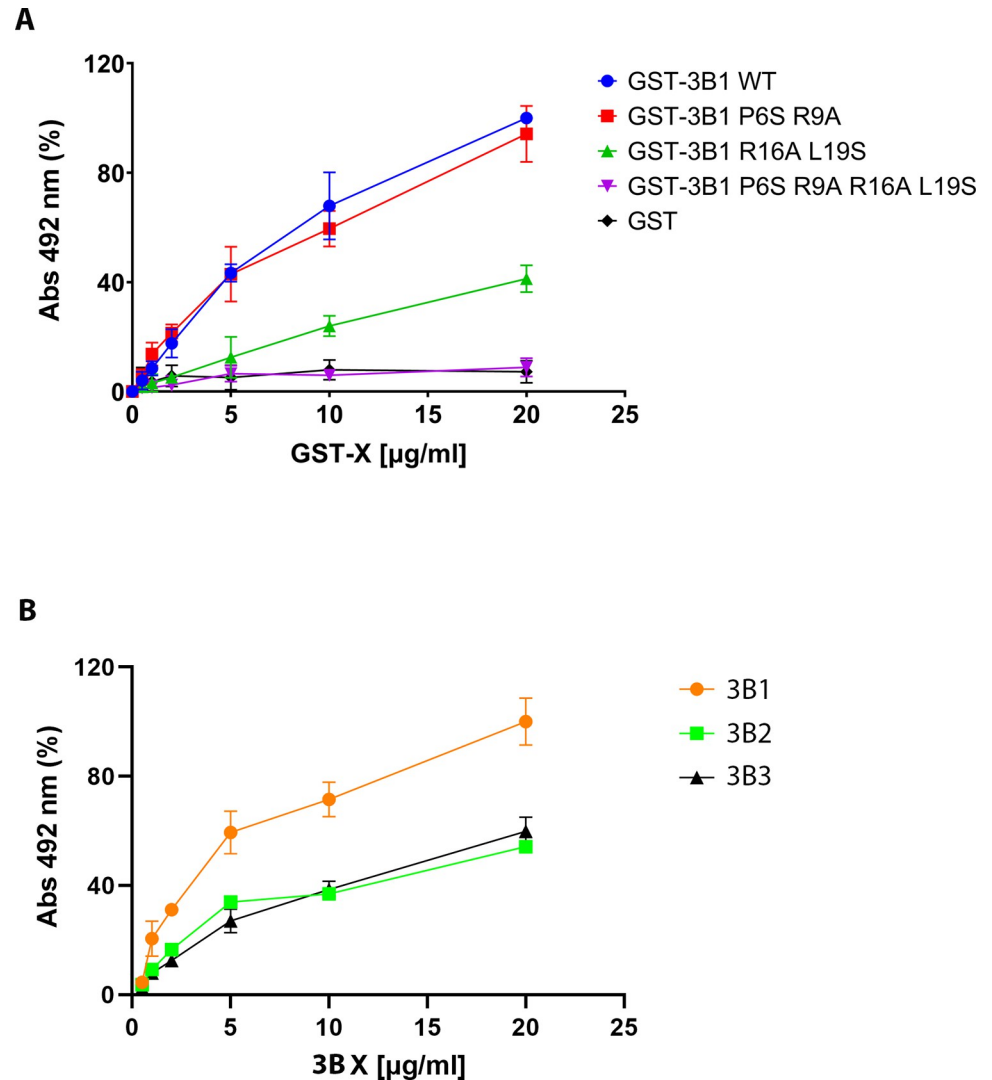 A
120
80
40
0
Abs 492 nm (%)
0 5 10 15 20 25
GST-X [µg/ml]
GST-3B1 WT
GST-3B1 P6S R9A
GST-3B1 R16A L19S
GST-3B1 P6S R9A R16A L19S
GST
B
120
80
40
0
Abs 492 nm (%)
0 5 10 15 20 25
3B X [µg/ml]
3B1
3B2
3B3